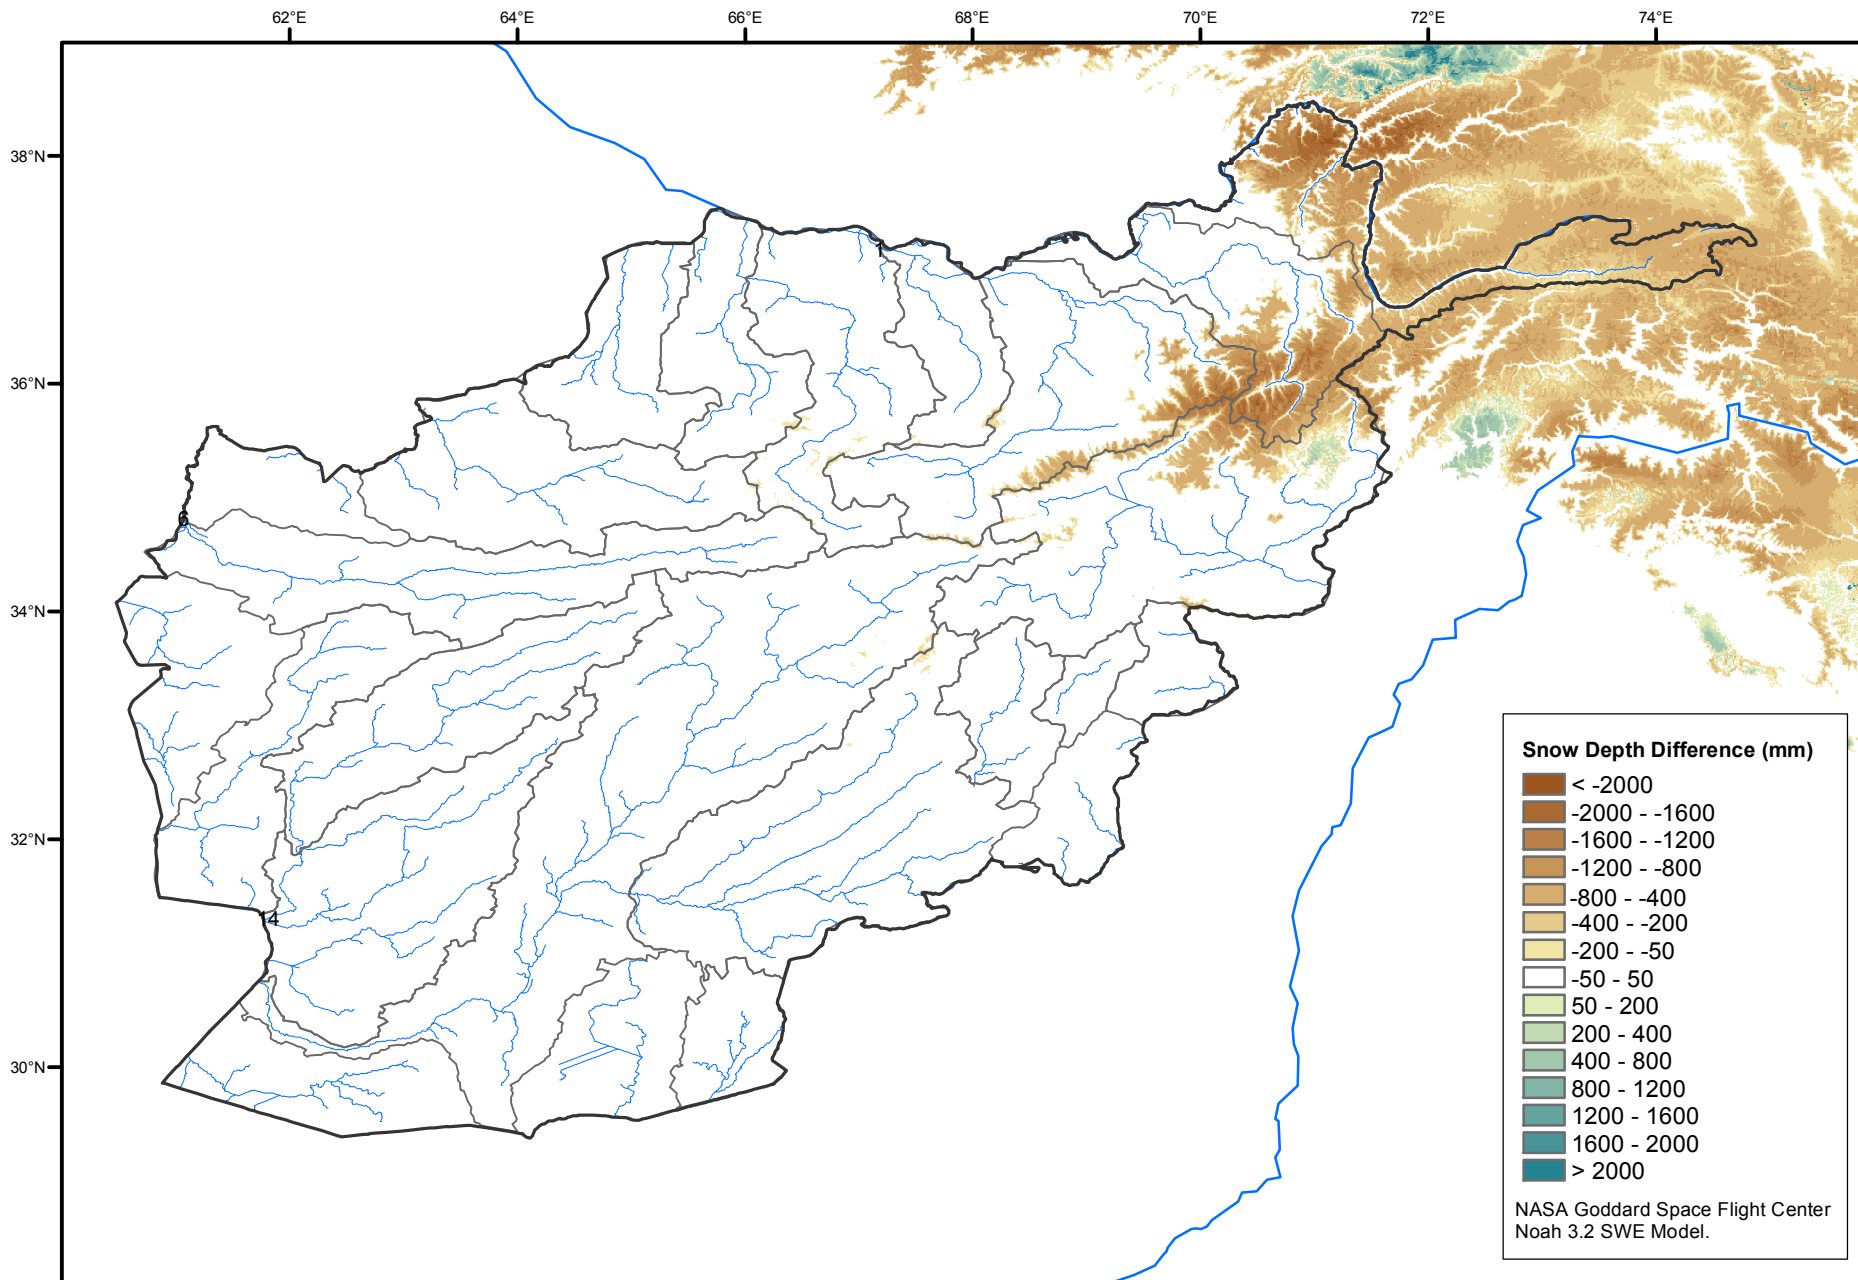 62°E 64°E 66°E 68°E 70°E 72°E 74°E
38°N
36°N
34°N
32°N
30°N
1
6
14
Snow Depth Difference (mm)
< -2000
-2000 - -1600
-1600 - -1200
-1200 - -800
-800 - -400
-400 - -200
-200 - -50
-50 - 50
50 - 200
200 - 400
400 - 800
800 - 1200
1200 - 1600
1600 - 2000
> 2000
NASA Goddard Space Flight Center
Noah 3.2 SWE Model.